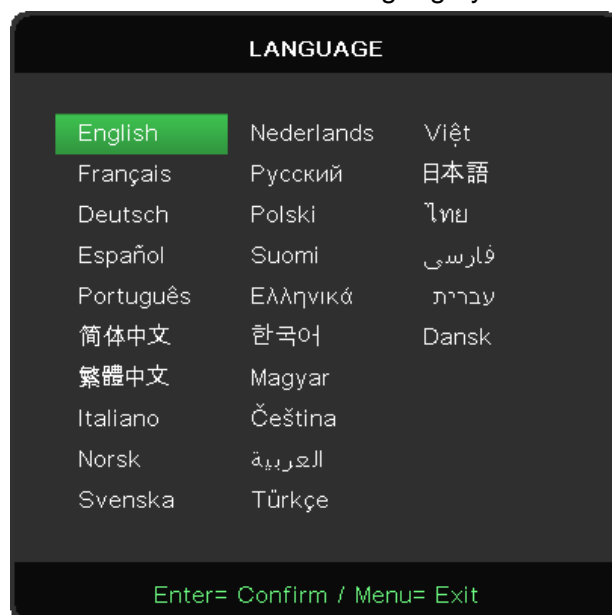 LANGUAGE
English Nederlands Việt
Français Русский 日本語
Deutsch Polski ไทย
Español Suomi فارسی
Português Ελληνικά עברית
简体中文 한국어 Dansk
繁體中文 Magyar
Italiano Čeština
Norsk العربية
Svenska Türkçe
Enter= Confirm / Menu= Exit